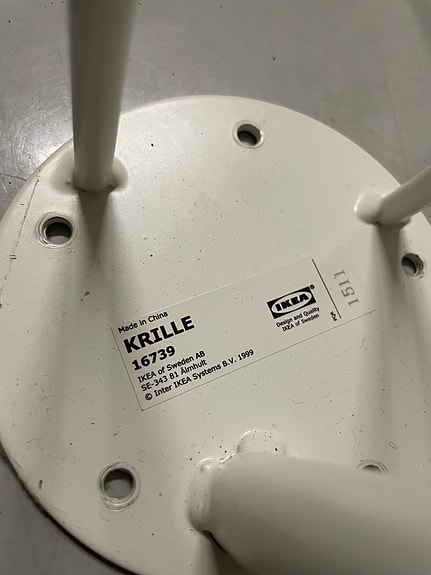 Made in China
KRILLE
16739
IKEA of Sweden AB
SE-343 81 Älmhult
© Inter IKEA Systems B.V. 1999
IKEA
®
Design and Quality
IKEA of Sweden
1511